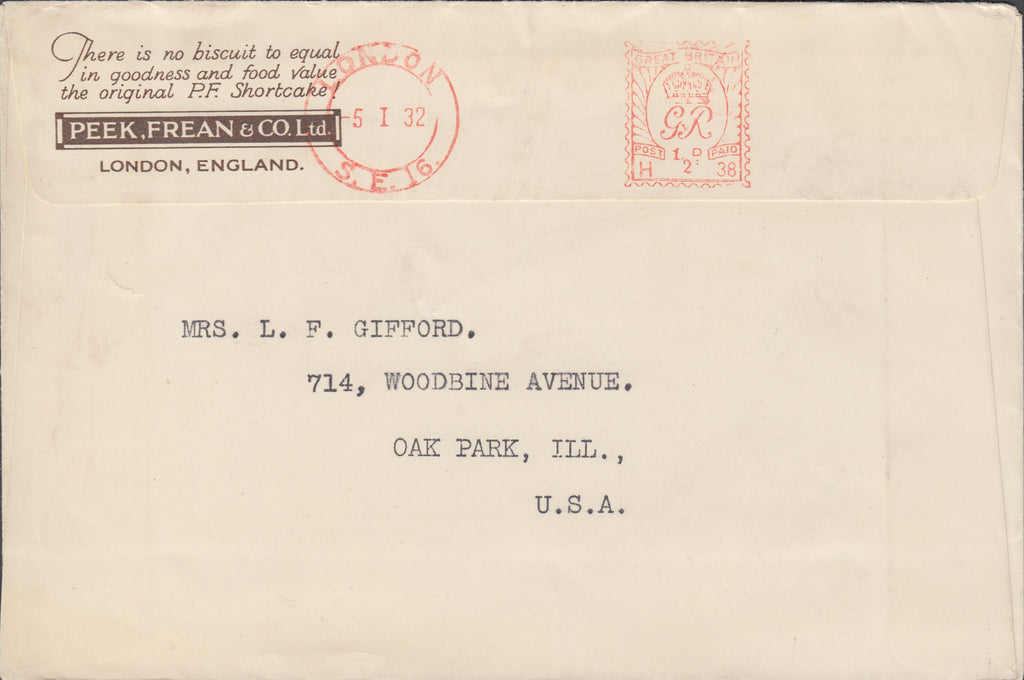 There is no biscuit to equal
in goodness and food value
the original P.F. Shortcake!
PEEK, FREAN & CO. Ltd.
LONDON, ENGLAND.
LONDON
-5 I 32
S.E.16.
GREAT BRITAIN
GR
POST 1/2D PAID
H 38
MRS. L. F. GIFFORD.
714, WOODBINE AVENUE.
OAK PARK, ILL.,
U.S.A.